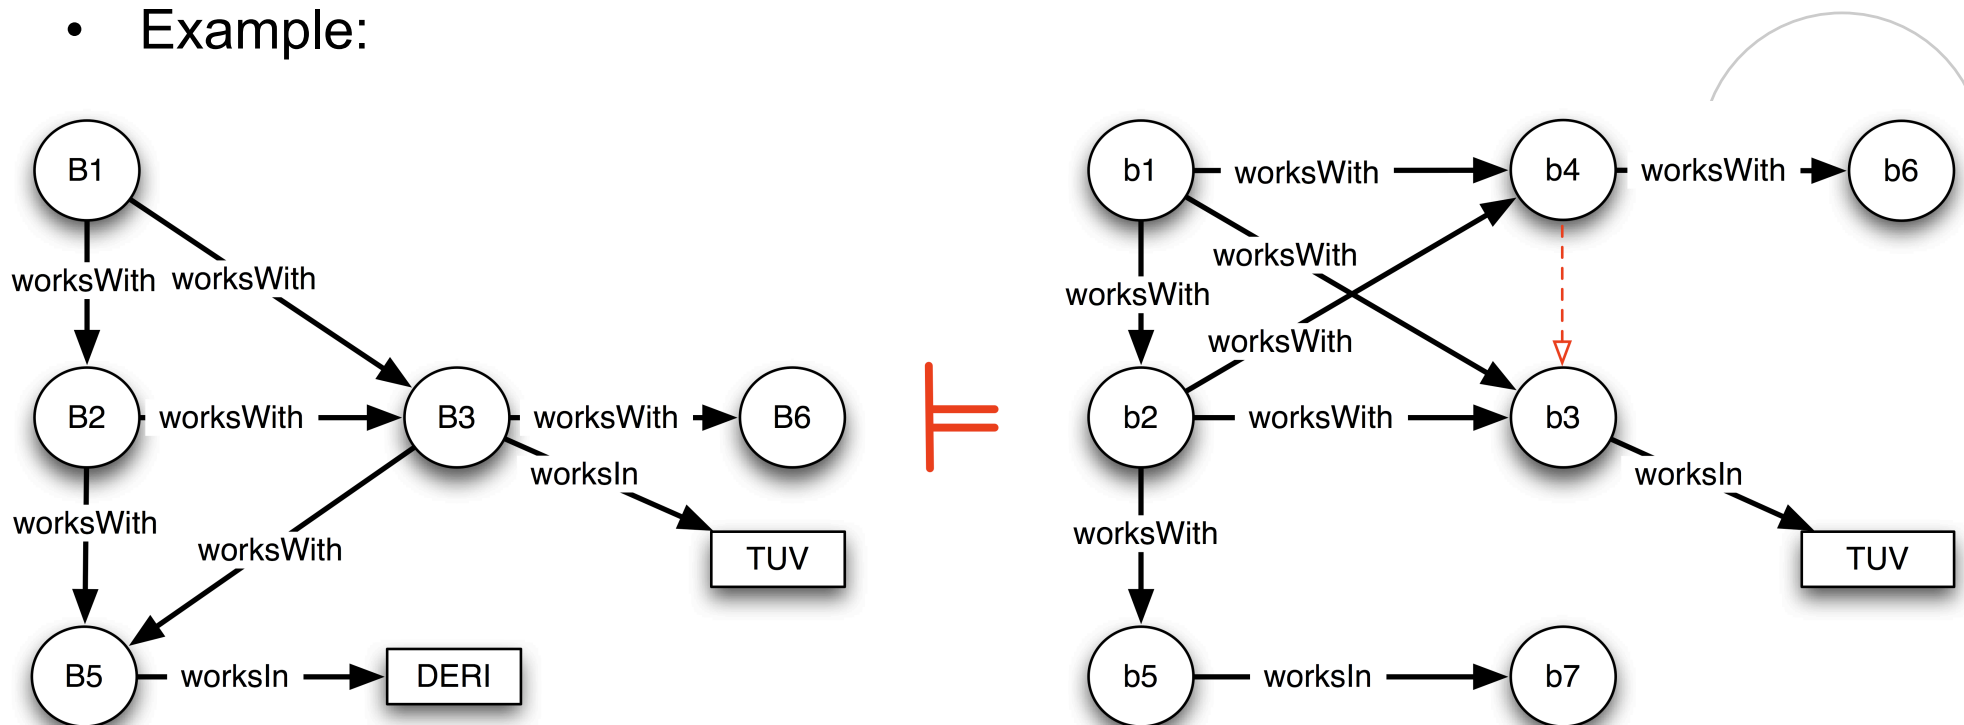 • Example:
B1
b1
worksWith
b4
worksWith
b6
worksWith
worksWith
worksWith
worksWith
worksWith
B2
worksWith
B3
worksWith
B6
b2
worksWith
b3
worksIn
worksIn
worksWith
worksWith
worksWith
TUV
TUV
B5
worksIn
DERI
b5
worksIn
b7